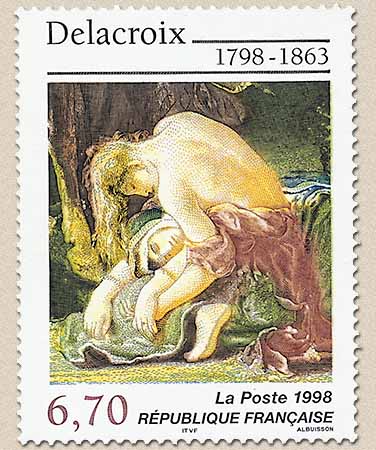 Delacroix
1798-1863
La Poste 1998
6,70 RÉPUBLIQUE FRANÇAISE
ITVF ALBUISSON